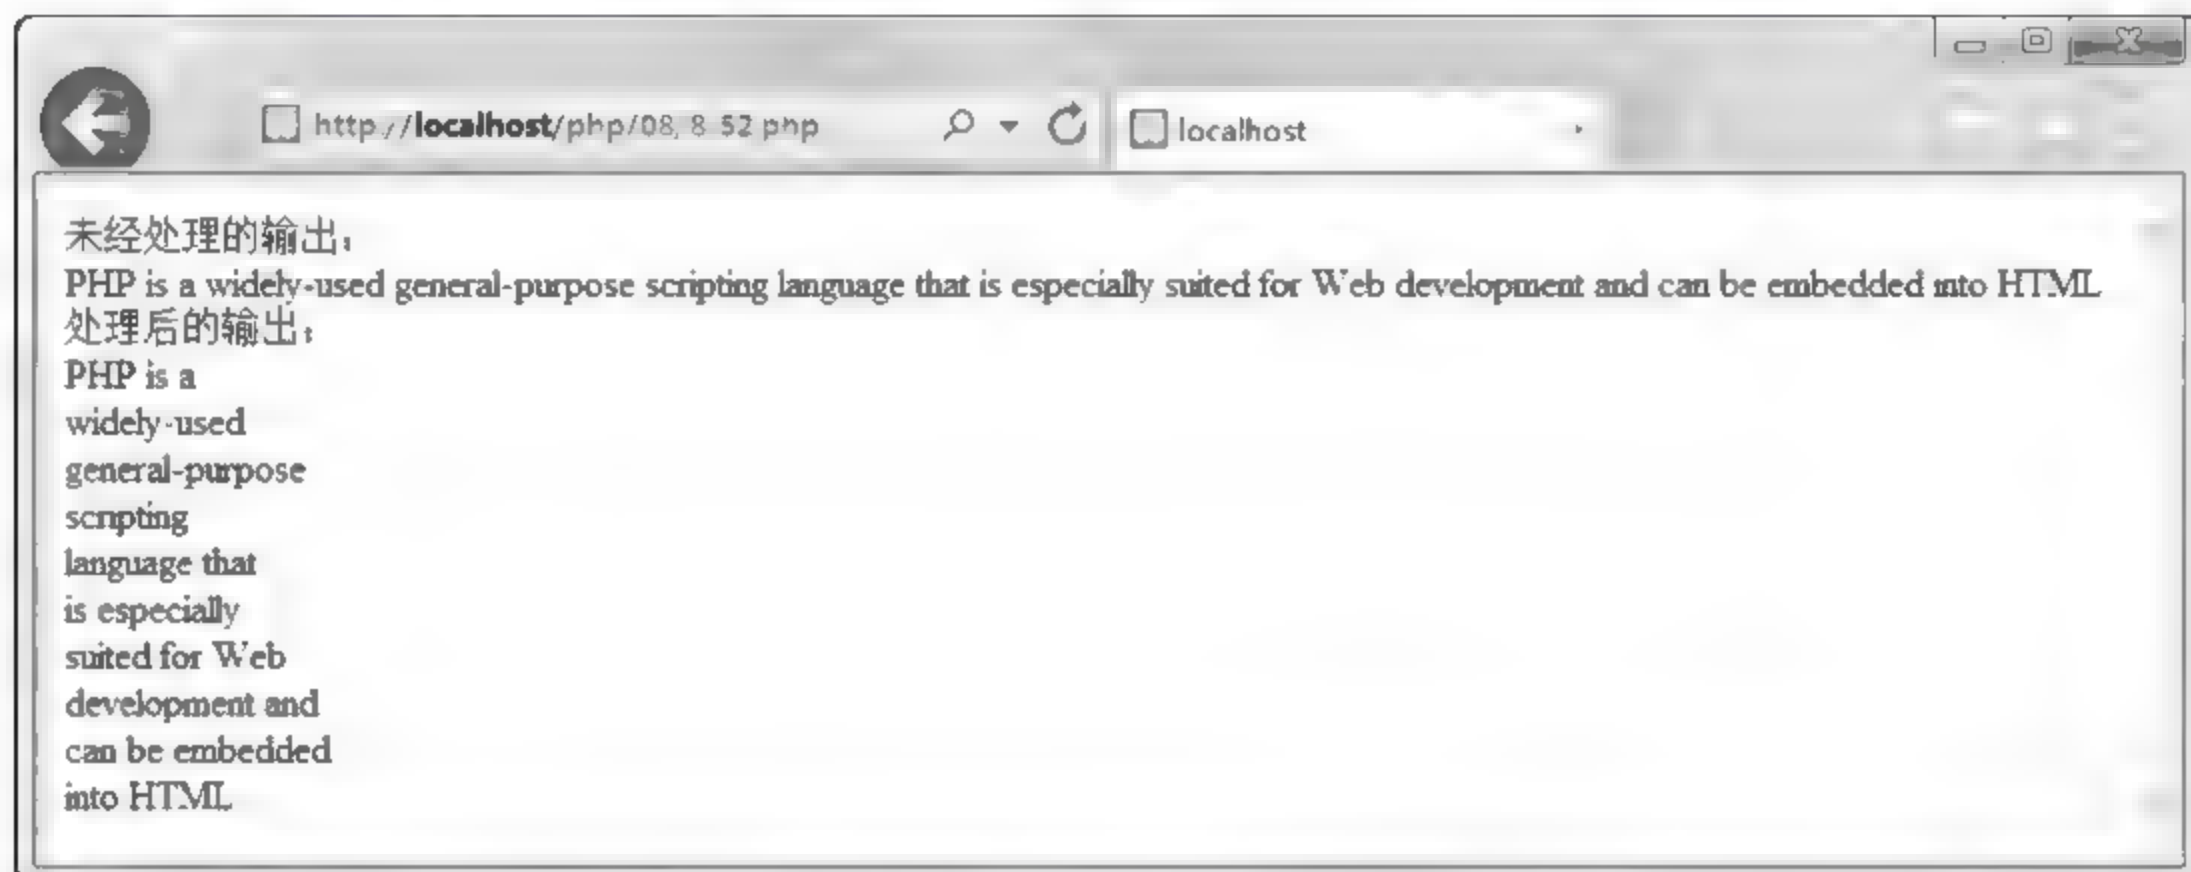 http://localhost/php/08/8-52.php
localhost
未经处理的输出:
PHP is a widely-used general-purpose scripting language that is especially suited for Web development and can be embedded into HTML
处理后的输出:
PHP is a
widely-used
general-purpose
scripting
language that
is especially
suited for Web
development and
can be embedded
into HTML